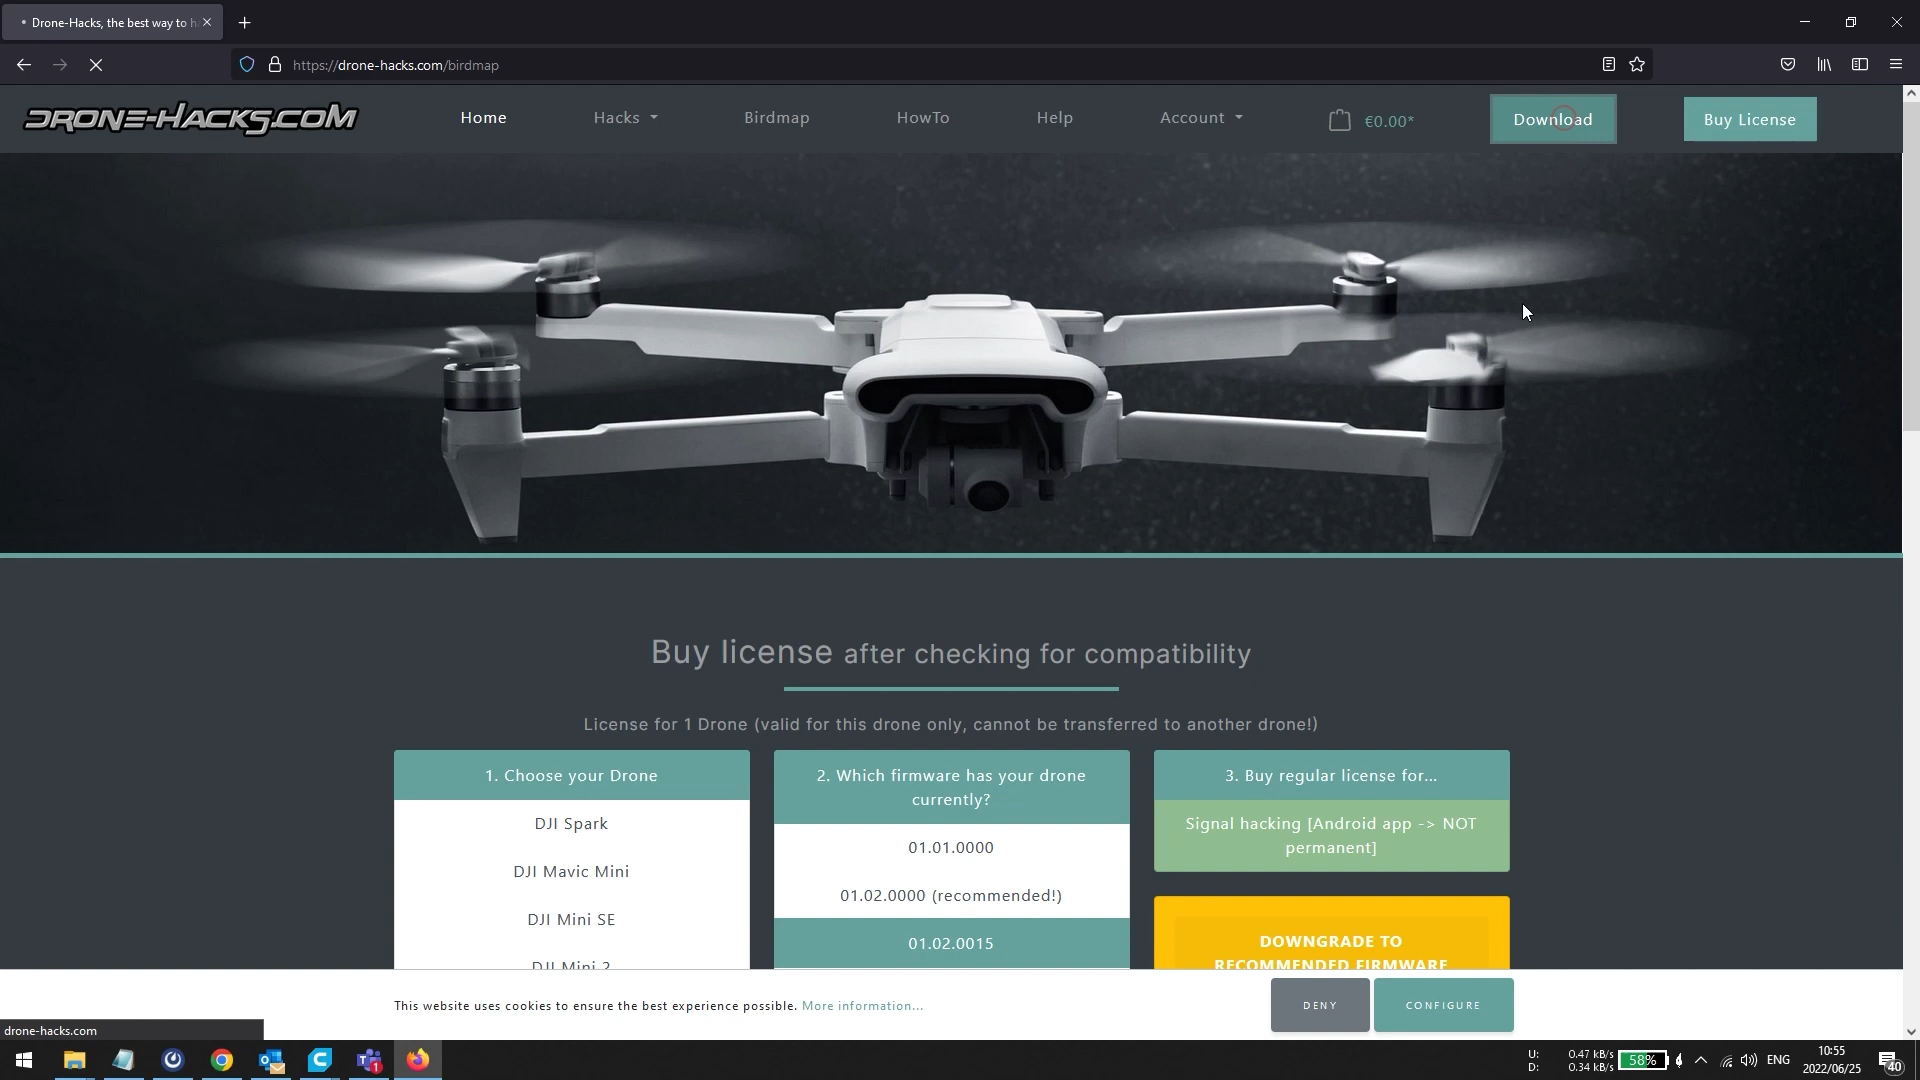 Drone-Hacks, the best way to h
https://drone-hacks.com/birdmap
DRONE-HACKS.COM
Home
Hacks
Birdmap
HowTo
Help
Account
€0.00*
Download
Buy License
Buy license after checking for compatibility
License for 1 Drone (valid for this drone only, cannot be transferred to another drone!)
1. Choose your Drone
DJI Spark
DJI Mavic Mini
DJI Mini SE
DJI Mini 2
2. Which firmware has your drone
currently?
01.01.0000
01.02.0000 (recommended!)
01.02.0015
3. Buy regular license for...
Signal hacking [Android app -> NOT
permanent]
DOWNGRADE TO
RECOMMENDED FIRMWARE
This website uses cookies to ensure the best experience possible. More information...
DENY
CONFIGURE
drone-hacks.com
U: 0.47 kB/s
D: 0.34 kB/s
58%
ENG
10:55
2022/06/25
40
1